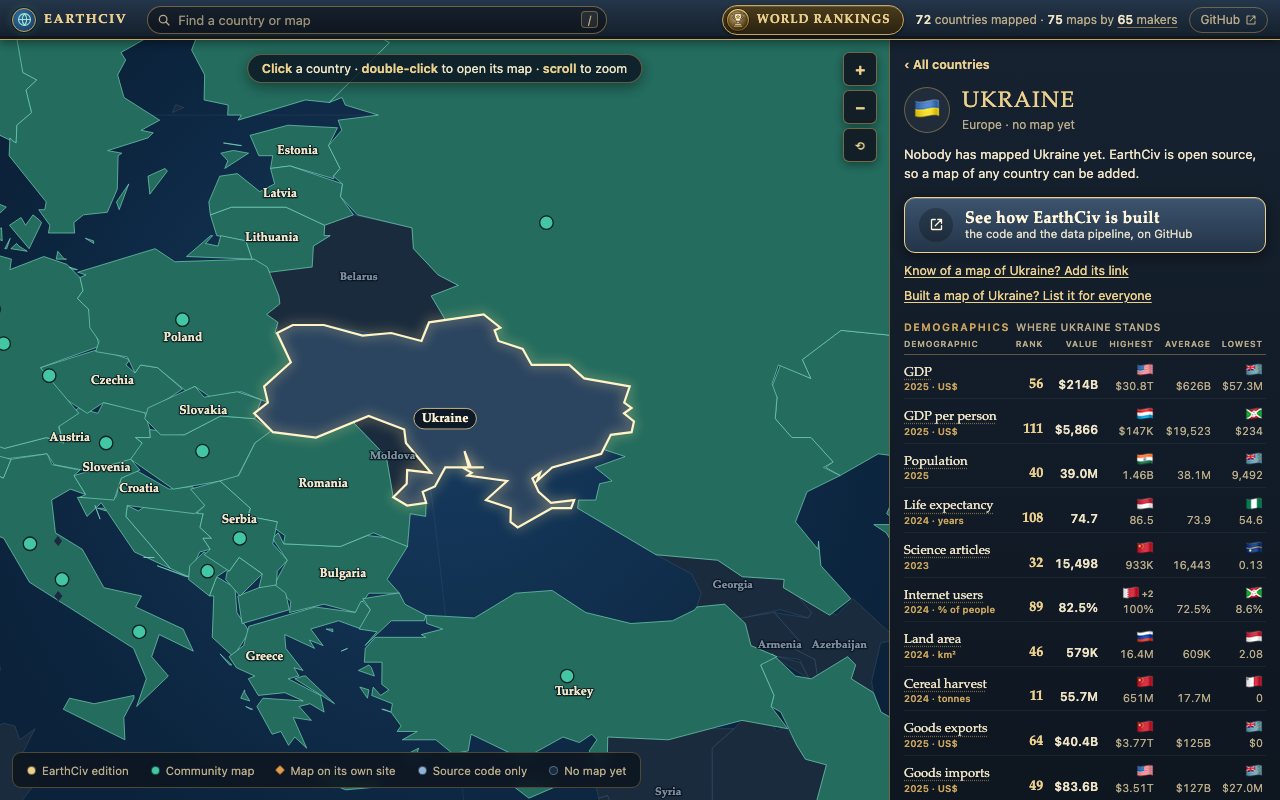 EARTHCIV
Find a country or map
/
WORLD RANKINGS
72 countries mapped · 75 maps by 65 makers
GitHub
Click a country · double-click to open its map · scroll to zoom
+
−
Estonia
Latvia
Lithuania
Belarus
Poland
Czechia
Slovakia
Ukraine
Austria
Moldova
Slovenia
Croatia
Romania
Serbia
Bulgaria
Georgia
Armenia
Azerbaijan
Greece
Turkey
Syria
EarthCiv edition
Community map
Map on its own site
Source code only
No map yet
‹ All countries
UKRAINE
Europe · no map yet
Nobody has mapped Ukraine yet. EarthCiv is open source,
so a map of any country can be added.
See how EarthCiv is built
the code and the data pipeline, on GitHub
Know of a map of Ukraine? Add its link
Built a map of Ukraine? List it for everyone
DEMOGRAPHICS WHERE UKRAINE STANDS
DEMOGRAPHIC RANK VALUE HIGHEST AVERAGE LOWEST
GDP
2025 · US$ 56 $214B $30.8T $626B $57.3M
GDP per person
2025 · US$ 111 $5,866 $147K $19,523 $234
Population
2025 40 39.0M 1.46B 38.1M 9,492
Life expectancy
2024 · years 108 74.7 86.5 73.9 54.6
Science articles
2023 32 15,498 933K 16,443 0.13
Internet users +2
2024 · % of people 89 82.5% 100% 72.5% 8.6%
Land area
2024 · km² 46 579K 16.4M 609K 2.08
Cereal harvest
2024 · tonnes 11 55.7M 651M 17.7M 0
Goods exports
2025 · US$ 64 $40.4B $3.77T $125B $0
Goods imports
2025 · US$ 49 $83.6B $3.51T $127B $27.0M